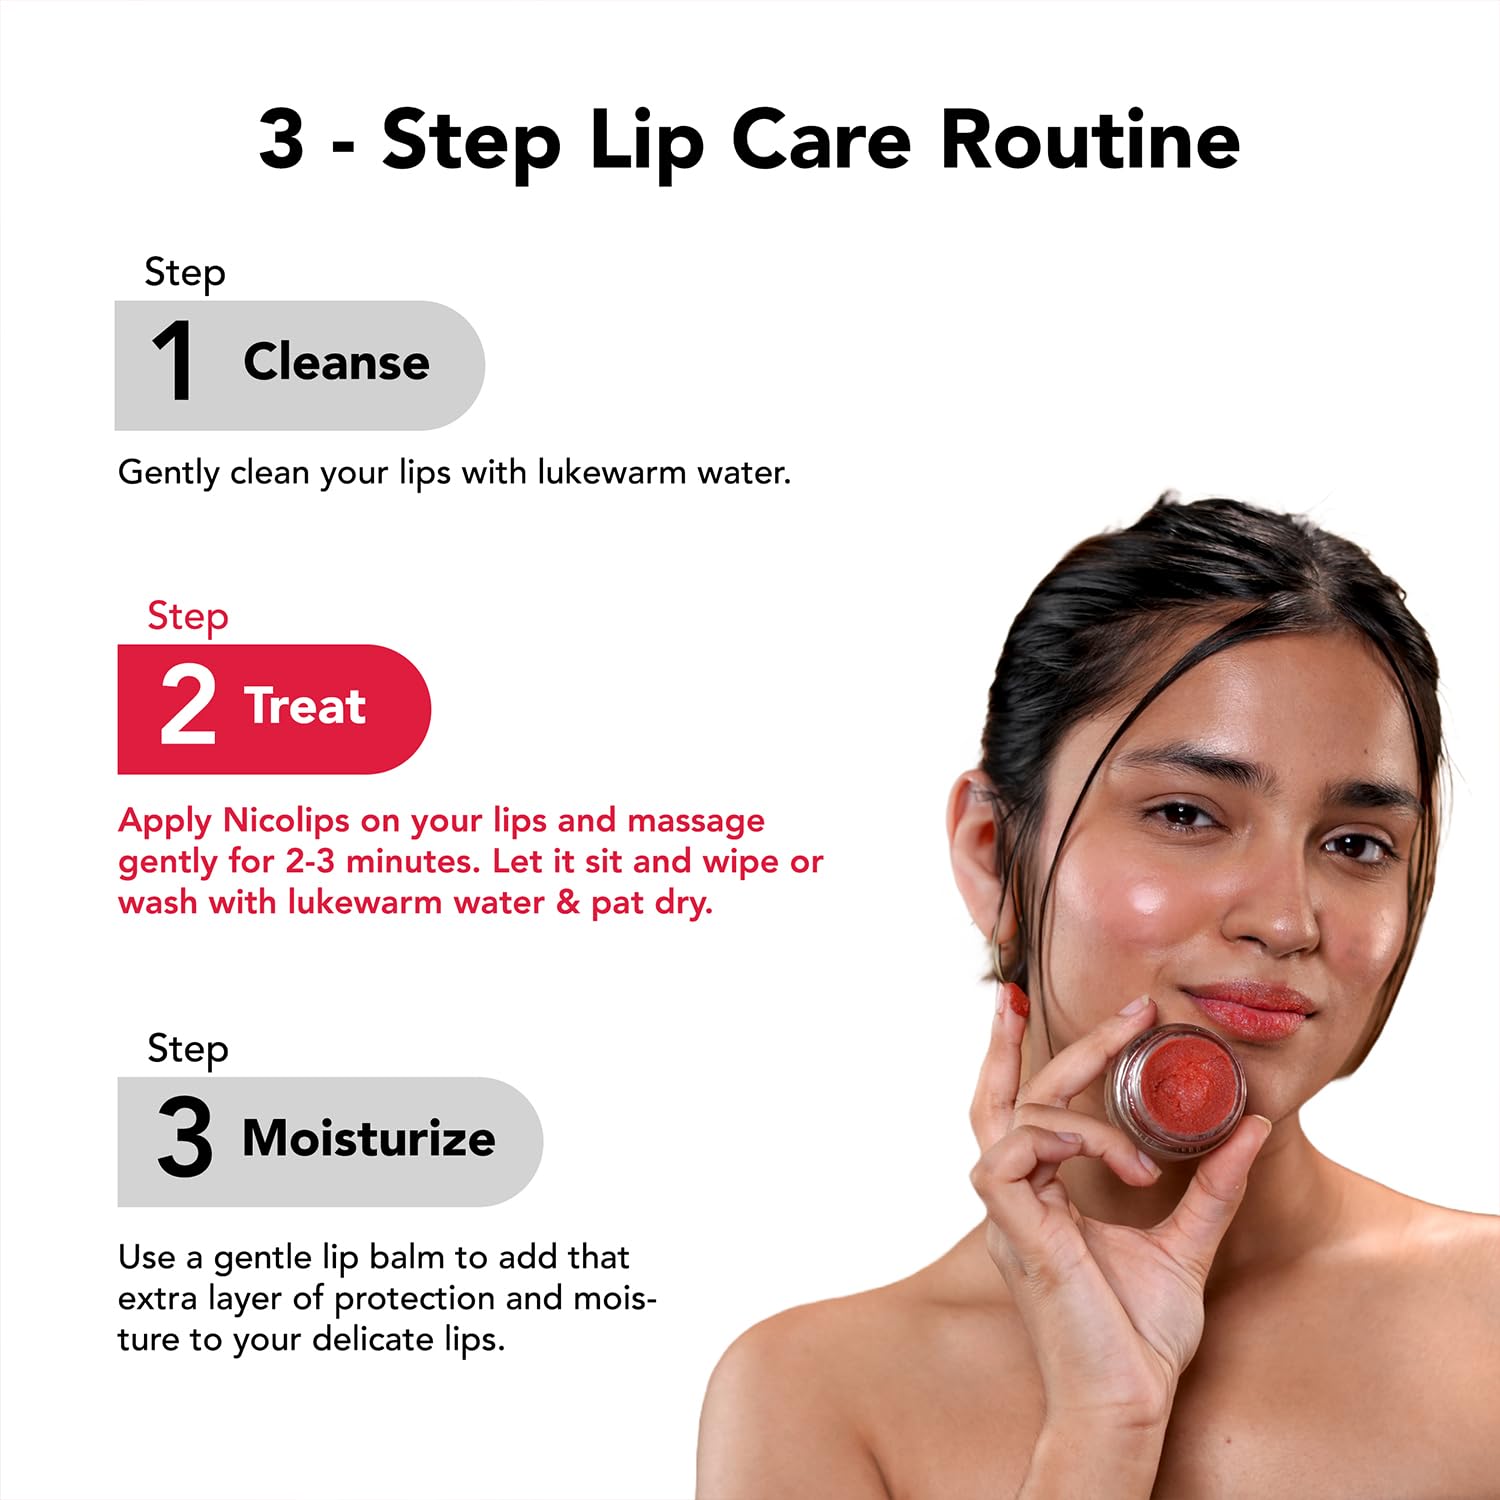 3 - Step Lip Care Routine
Step
1 Cleanse
Gently clean your lips with lukewarm water.
Step
2 Treat
Apply Nicolips on your lips and massage
gently for 2-3 minutes. Let it sit and wipe or
wash with lukewarm water & pat dry.
Step
3 Moisturize
Use a gentle lip balm to add that
extra layer of protection and mois-
ture to your delicate lips.